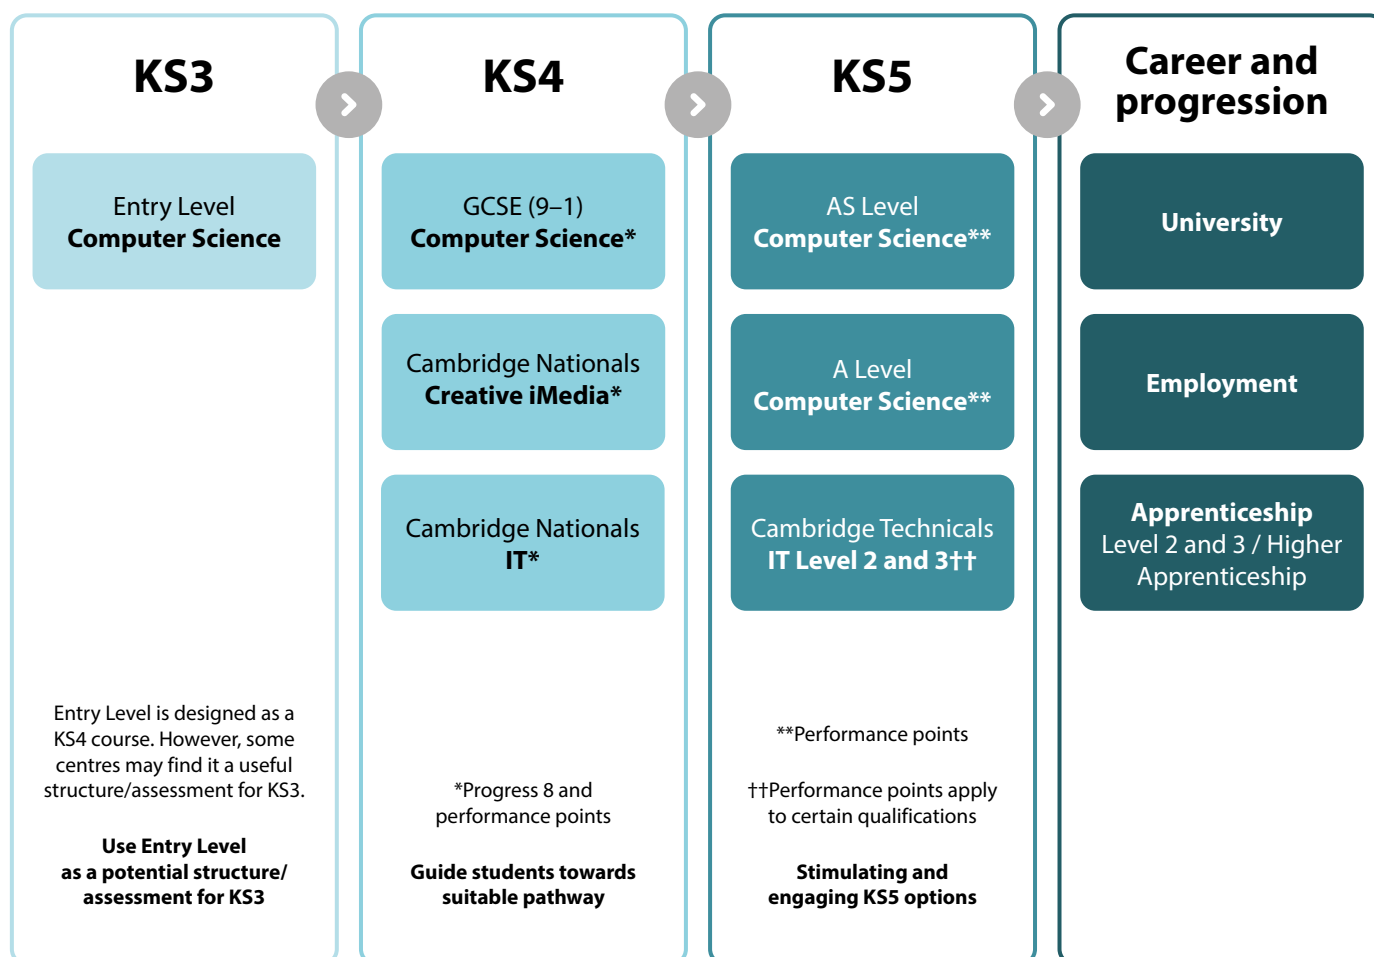 KS3
Entry Level
Computer Science
Entry Level is designed as a
KS4 course. However, some
centres may find it a useful
structure/assessment for KS3.
Use Entry Level
as a potential structure/
assessment for KS3
KS4
GCSE (9–1)
Computer Science*
Cambridge Nationals
Creative iMedia*
Cambridge Nationals
IT*
*Progress 8 and
performance points
Guide students towards
suitable pathway
KS5
AS Level
Computer Science**
A Level
Computer Science**
Cambridge Technicals
IT Level 2 and 3††
**Performance points
††Performance points apply
to certain qualifications
Stimulating and
engaging KS5 options
Career and
progression
University
Employment
Apprenticeship
Level 2 and 3 / Higher
Apprenticeship